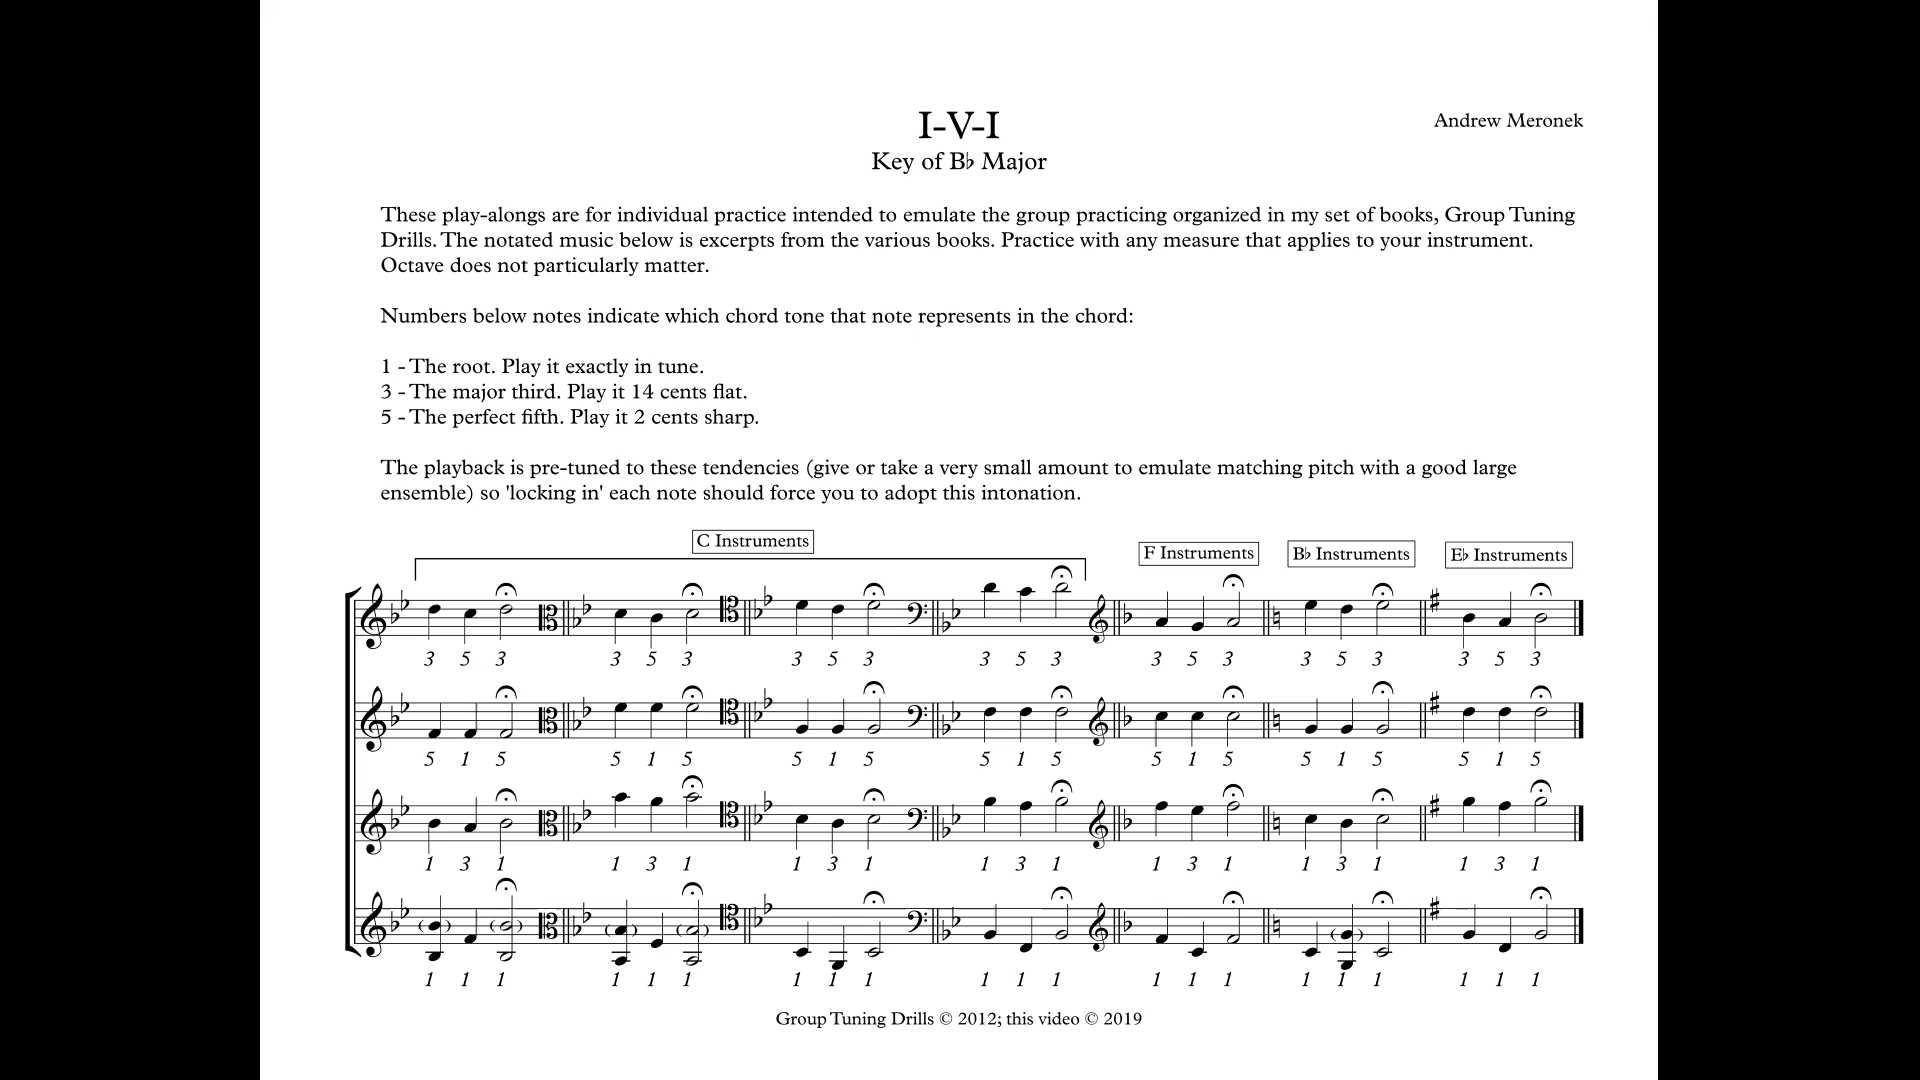 I-V-I
Andrew Meronek
Key of B♭ Major
These play-alongs are for individual practice intended to emulate the group practicing organized in my set of books, Group Tuning
Drills. The notated music below is excerpts from the various books. Practice with any measure that applies to your instrument.
Octave does not particularly matter.
Numbers below notes indicate which chord tone that note represents in the chord:
1 - The root. Play it exactly in tune.
3 - The major third. Play it 14 cents flat.
5 - The perfect fifth. Play it 2 cents sharp.
The playback is pre-tuned to these tendencies (give or take a very small amount to emulate matching pitch with a good large
ensemble) so 'locking in' each note should force you to adopt this intonation.
C Instruments F Instruments B♭ Instruments E♭ Instruments
3 5 3 3 5 3 3 5 3 3 5 3 3 5 3 3 5 3 3 5 3
5 1 5 5 1 5 5 1 5 5 1 5 5 1 5 5 1 5 5 1 5
1 3 1 1 3 1 1 3 1 1 3 1 1 3 1 1 3 1 1 3 1
1 1 1 1 1 1 1 1 1 1 1 1 1 1 1 1 1 1 1 1 1
Group Tuning Drills © 2012; this video © 2019